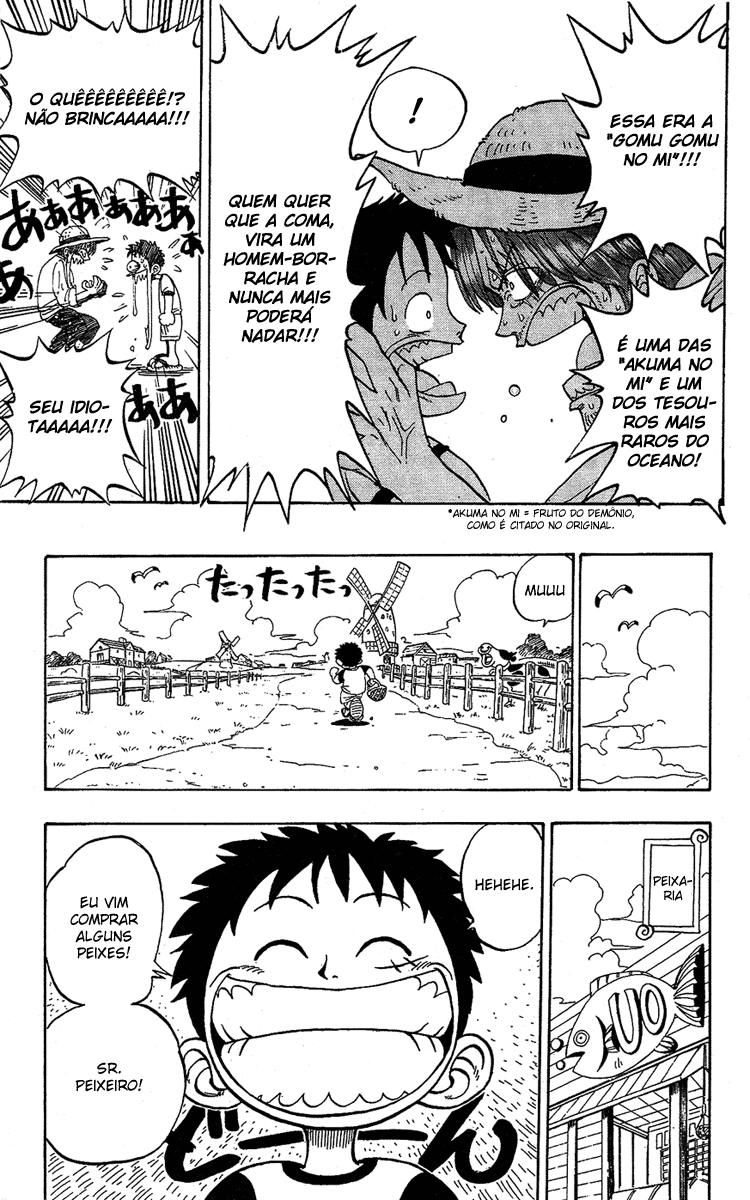 ESSA ERA A
"GOMU GOMU
NO MI"!!!
É UMA DAS
"AKUMA NO
MI" E UM
DOS TESOU-
ROS MAIS
RAROS DO
OCEANO!
!
QUEM QUER
QUE A COMA,
VIRA UM
HOMEM-BOR-
RACHA E
NUNCA MAIS
PODERÁ
NADAR!!!
*AKUMA NO MI = FRUTO DO DEMÔNIO,
COMO É CITADO NO ORIGINAL.
O QUÊÊÊÊÊÊÊÊÊ!?
NÃO BRINCAAAAA!!!
あぁあぁああぁ
ああ
ああ
SEU IDIO-
TAAAAA!!!
MUUU
たったったっ
PEIXA-
RIA
UO
HEHEHE.
EU VIM
COMPRAR
ALGUNS
PEIXES!
SR.
PEIXEIRO!
どーん